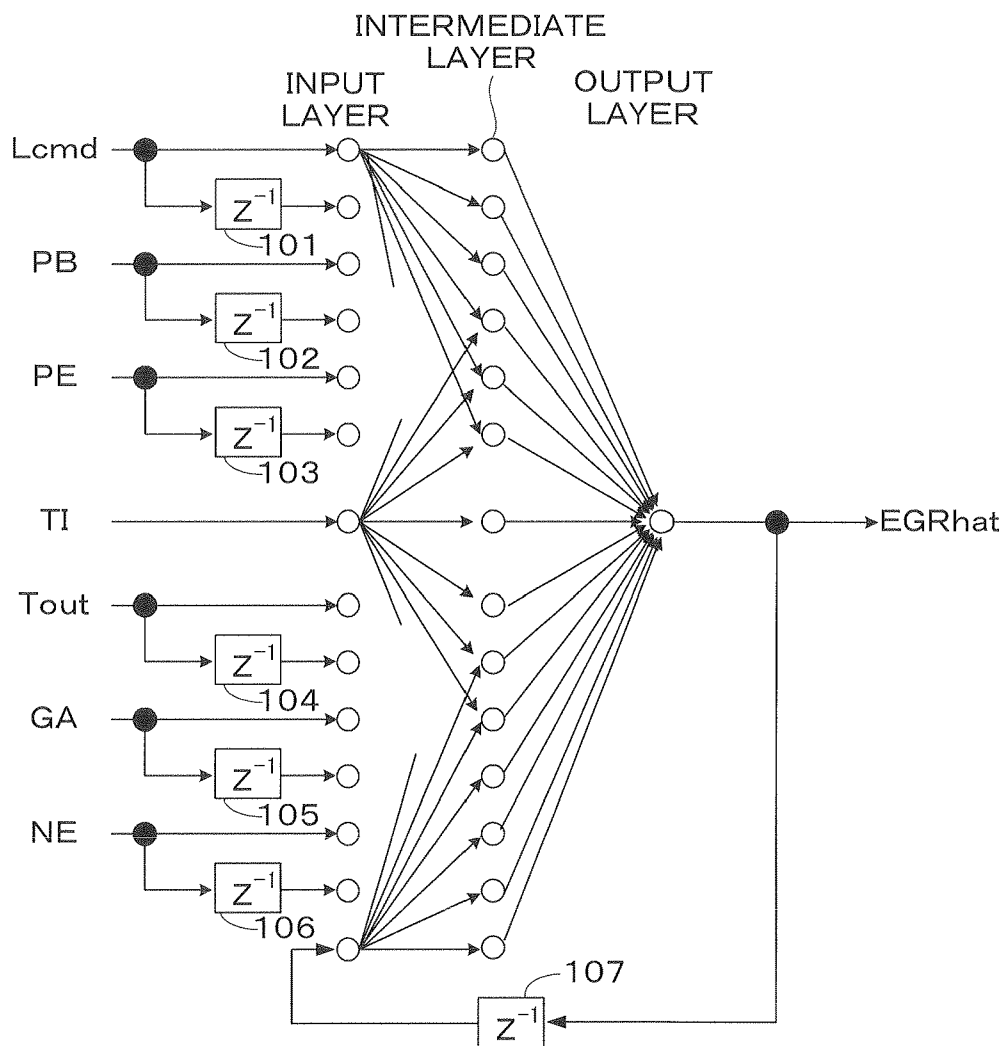 INTERMEDIATE
LAYER
INPUT
LAYER
OUTPUT
LAYER
Lcmd
z⁻¹
101
PB
z⁻¹
102
PE
z⁻¹
103
TI
EGRhat
Tout
z⁻¹
104
GA
z⁻¹
105
NE
z⁻¹
106
107
z⁻¹